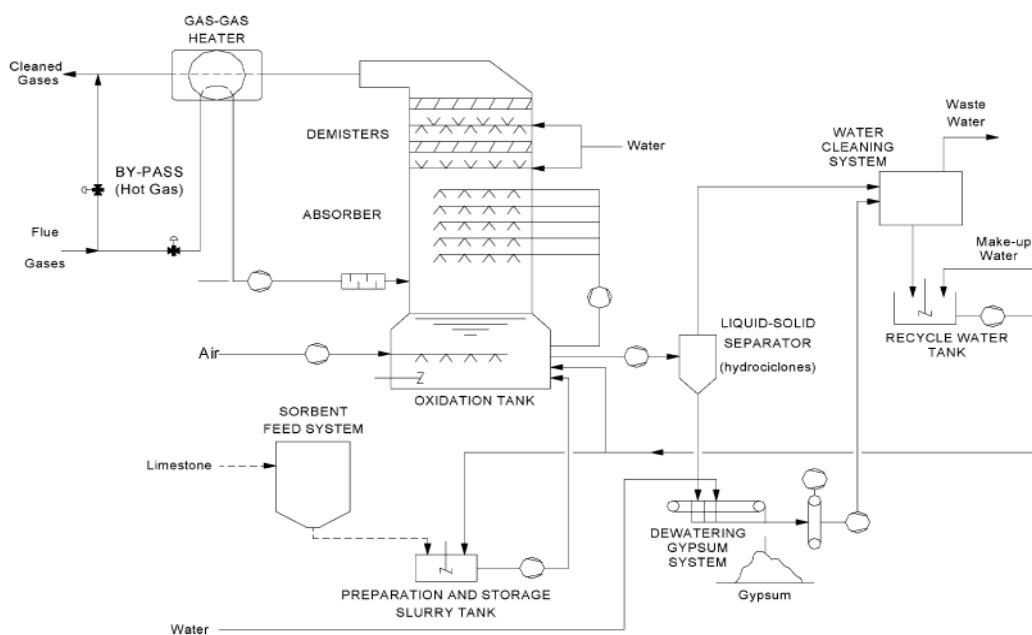 GAS-GAS
HEATER
Cleaned
Gases
DEMISTERS
Water
BY-PASS
(Hot Gas)
ABSORBER
Flue
Gases
Waste
Water
WATER
CLEANING
SYSTEM
Make-up
Water
RECYCLE WATER
TANK
LIQUID-SOLID
SEPARATOR
(hydrociclones)
Air
OXIDATION TANK
SORBENT
FEED SYSTEM
Limestone
DEWATERING
GYPSUM
SYSTEM
Gypsum
PREPARATION AND STORAGE
SLURRY TANK
Water